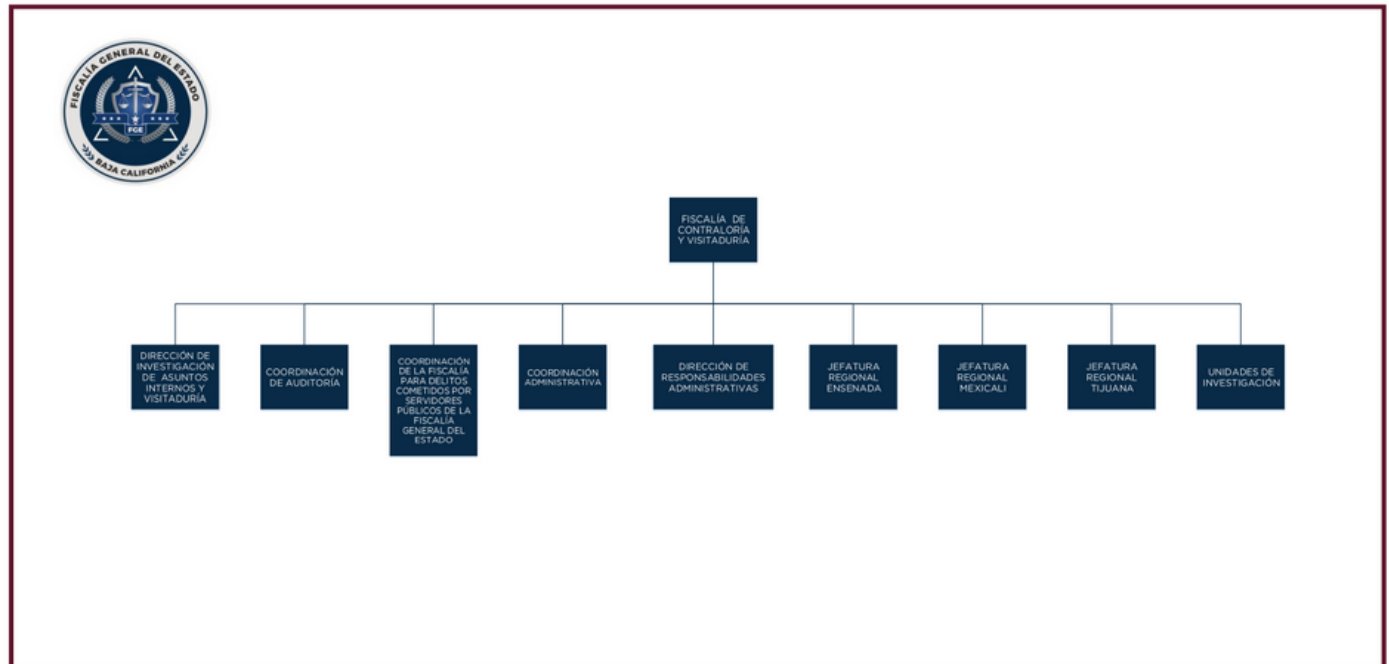 FISCALÍA GENERAL DEL ESTADO
FGE
BAJA CALIFORNIA
FISCALÍA DE
CONTRALORÍA
Y VISITADURÍA
DIRECCIÓN DE
INVESTIGACIÓN
DE ASUNTOS
INTERNOS Y
VISITADURÍA
COORDINACIÓN
DE AUDITORÍA
COORDINACIÓN
DE LA FISCALÍA
PARA DELITOS
COMETIDOS POR
SERVIDORES
PÚBLICOS DE LA
FISCALÍA
GENERAL DEL
ESTADO
COORDINACIÓN
ADMINISTRATIVA
DIRECCIÓN DE
RESPONSABILIDADES
ADMINISTRATIVAS
JEFATURA
REGIONAL
ENSENADA
JEFATURA
REGIONAL
MEXICALI
JEFATURA
REGIONAL
TIJUANA
UNIDADES DE
INVESTIGACIÓN